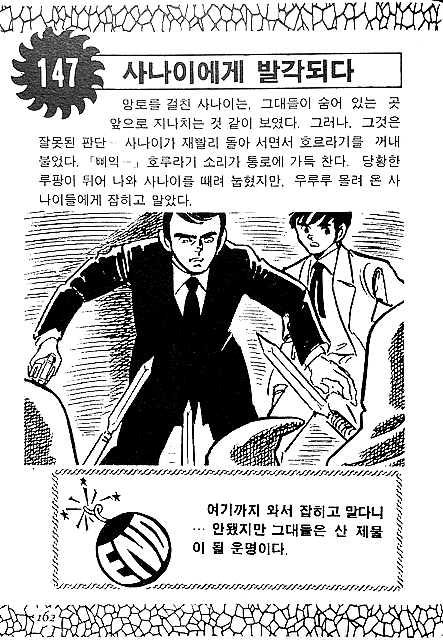 147
사나이에게 발각되다
망토를 걸친 사나이는, 그대들이 숨어 있는 곳
앞으로 지나치는 것 같이 보였다. 그러나, 그것은
잘못된 판단… 사나이가 재빨리 돌아 서면서 호르라기를 꺼내
불었다. 「삐익―」 호루라기 소리가 통로에 가득 찬다. 당황한
루팡이 뛰어 나와 사나이를 때려 눕혔지만, 우루루 몰려 온 사
나이들에게 잡히고 말았다.
END
여기까지 와서 잡히고 말다니
… 안됐지만 그대들은 산 제물
이 될 운명이다.
162